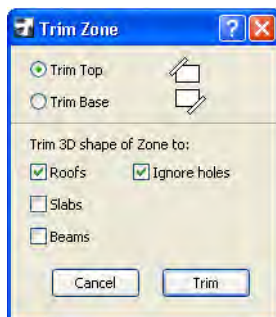 Trim Zone
Trim Top
Trim Base
Trim 3D shape of Zone to:
Roofs Ignore holes
Slabs
Beams
Cancel Trim